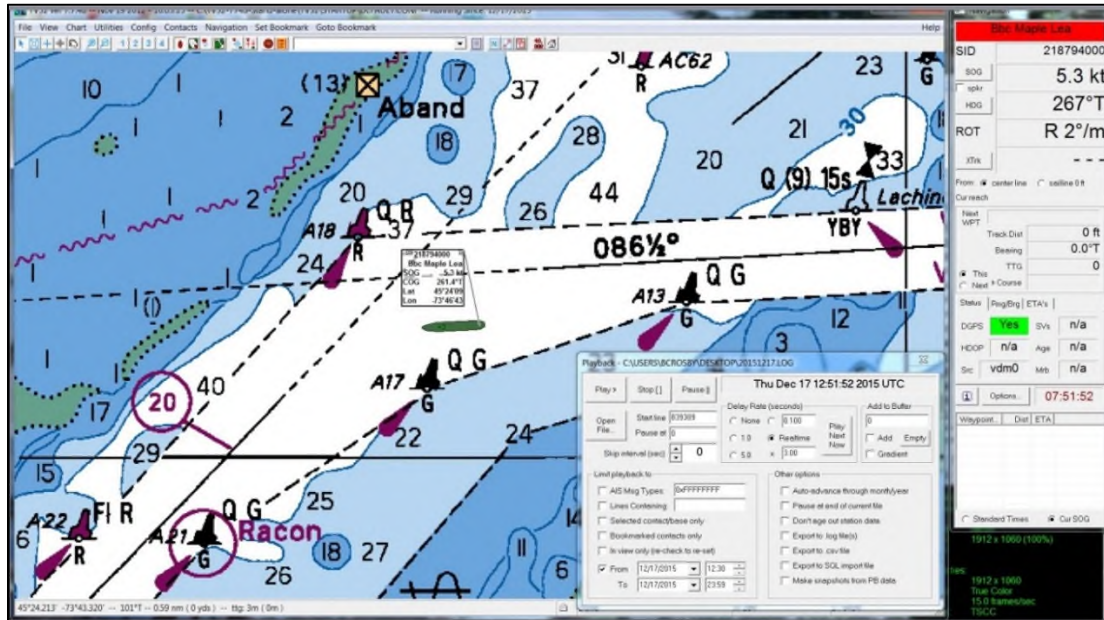 File View Chart Utilities Config Contacts Navigation Set Bookmark Goto Bookmark Help
1 2 3 4
Bbc Maple Lea
SID 218794000
SOG 5.3 kt
spkr
HDG 267°T
ROT R 2°/m
XTrk - - -
From: center line sailline 0 ft
Cur reach
Next WPT
Track Dist 0 ft
Bearing 0.0°T
TTG 0
This
Next Course
Status Rng/Brg ETA's
DGPS Yes SVs n/a
HDOP n/a Age n/a
Src vdm0 Mrb n/a
Options... 07:51:52
Waypoint... Dist ETA
Standard Times Cur SOG
1912 x 1060 (100%)
1912 x 1060
True Color
15.0 frames/sec
TSCC
10
(13)
Aband
2
17
18
37
31
AC62
R
G
23
21
30
33
28
20
44
26
29
20
Q R
37
A18
R
24
2
Q (9) 15s
Lachine
YBY
086½°
218794000
Bbc Maple Lea
SOG 5.3 kt
COG 261.4°T
Lat 45°24'09
Lon -73°46'43
Q G
A13
G
11
12
3
Q G
A17
G
22
24
40
20
17
29
15
Fl R
A22
R
6
Q G
A21
G
Racon
25
26
18
27
11
6
Playback - C:\USERS\BCROSBY\DESKTOP\20151217.LOG
Play > Stop [ ] Pause ||
Thu Dec 17 12:51:52 2015 UTC
Open File...
Start line 839389
Pause at 0
Skip interval (sec) 0
Delay Rate (seconds)
None 0.100
1.0 Realtime
5.0 x 3.00
Play Next Now
Add to Buffer
0
Add Empty
Gradient
Limit playback to
AIS Msg Types: 0xFFFFFFFF
Lines Containing:
Selected contact/base only
Bookmarked contacts only
In view only (re-check to re-set)
From 12/17/2015 12:30
To 12/17/2015 23:59
Other options
Auto-advance through month/year
Pause at end of current file
Don't age out station data
Export to .log file(s)
Export to .csv file
Export to SQL import file
Make snapshots from PB data
45°24.213' -73°43.320' -- 101°T -- 0.59 nm ( 0 yds) -- ttg: 3m (0m)